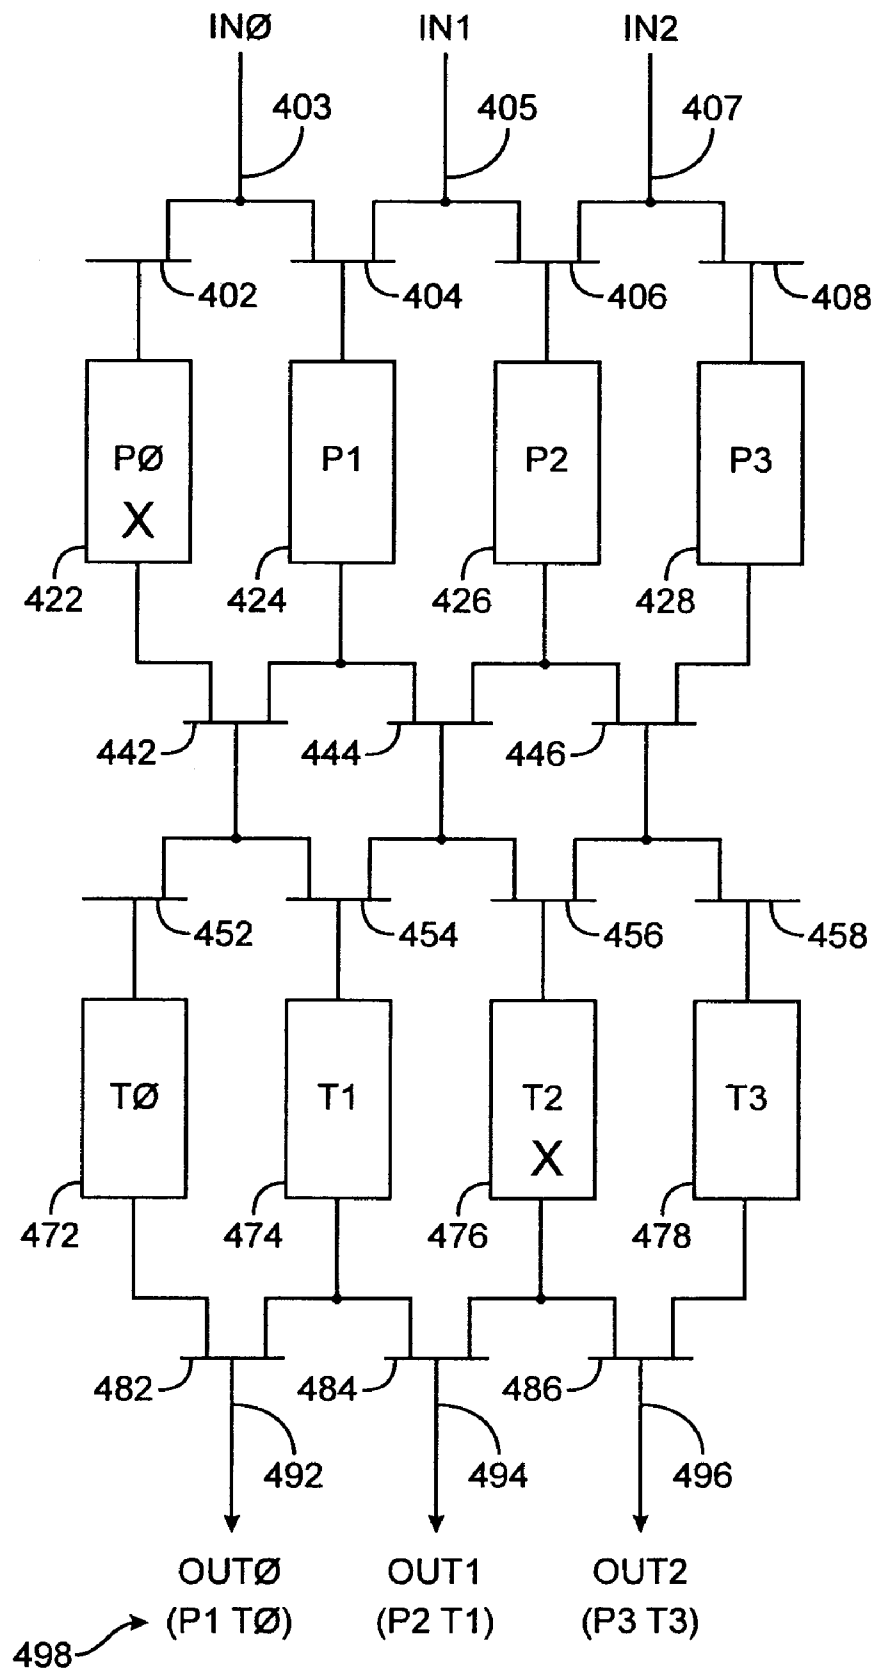 INØ IN1 IN2
403 405 407
402 404 406 408
PØ P1 P2 P3
X
422 424 426 428
442 444 446
452 454 456 458
TØ T1 T2 T3
X
472 474 476 478
482 484 486
492 494 496
OUTØ OUT1 OUT2
(P1 TØ) (P2 T1) (P3 T3)
498